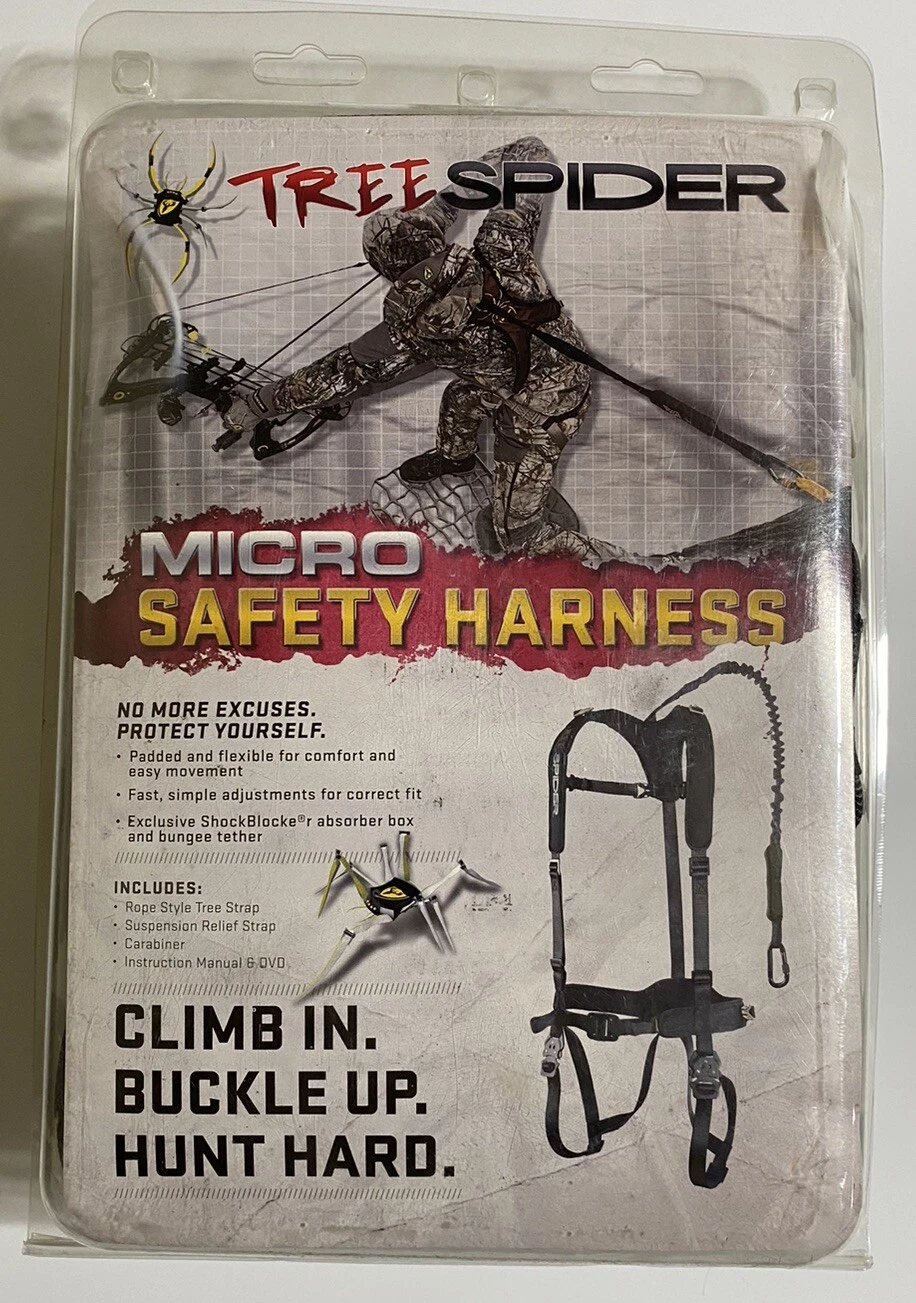 TREESPIDER
MICRO
SAFETY HARNESS
NO MORE EXCUSES.
PROTECT YOURSELF.
• Padded and flexible for comfort and
easy movement
• Fast, simple adjustments for correct fit
• Exclusive ShockBlocke®r absorber box
and bungee tether
INCLUDES:
• Rope Style Tree Strap
• Suspension Relief Strap
• Carabiner
• Instruction Manual & DVD
SPIDER
CLIMB IN.
BUCKLE UP.
HUNT HARD.